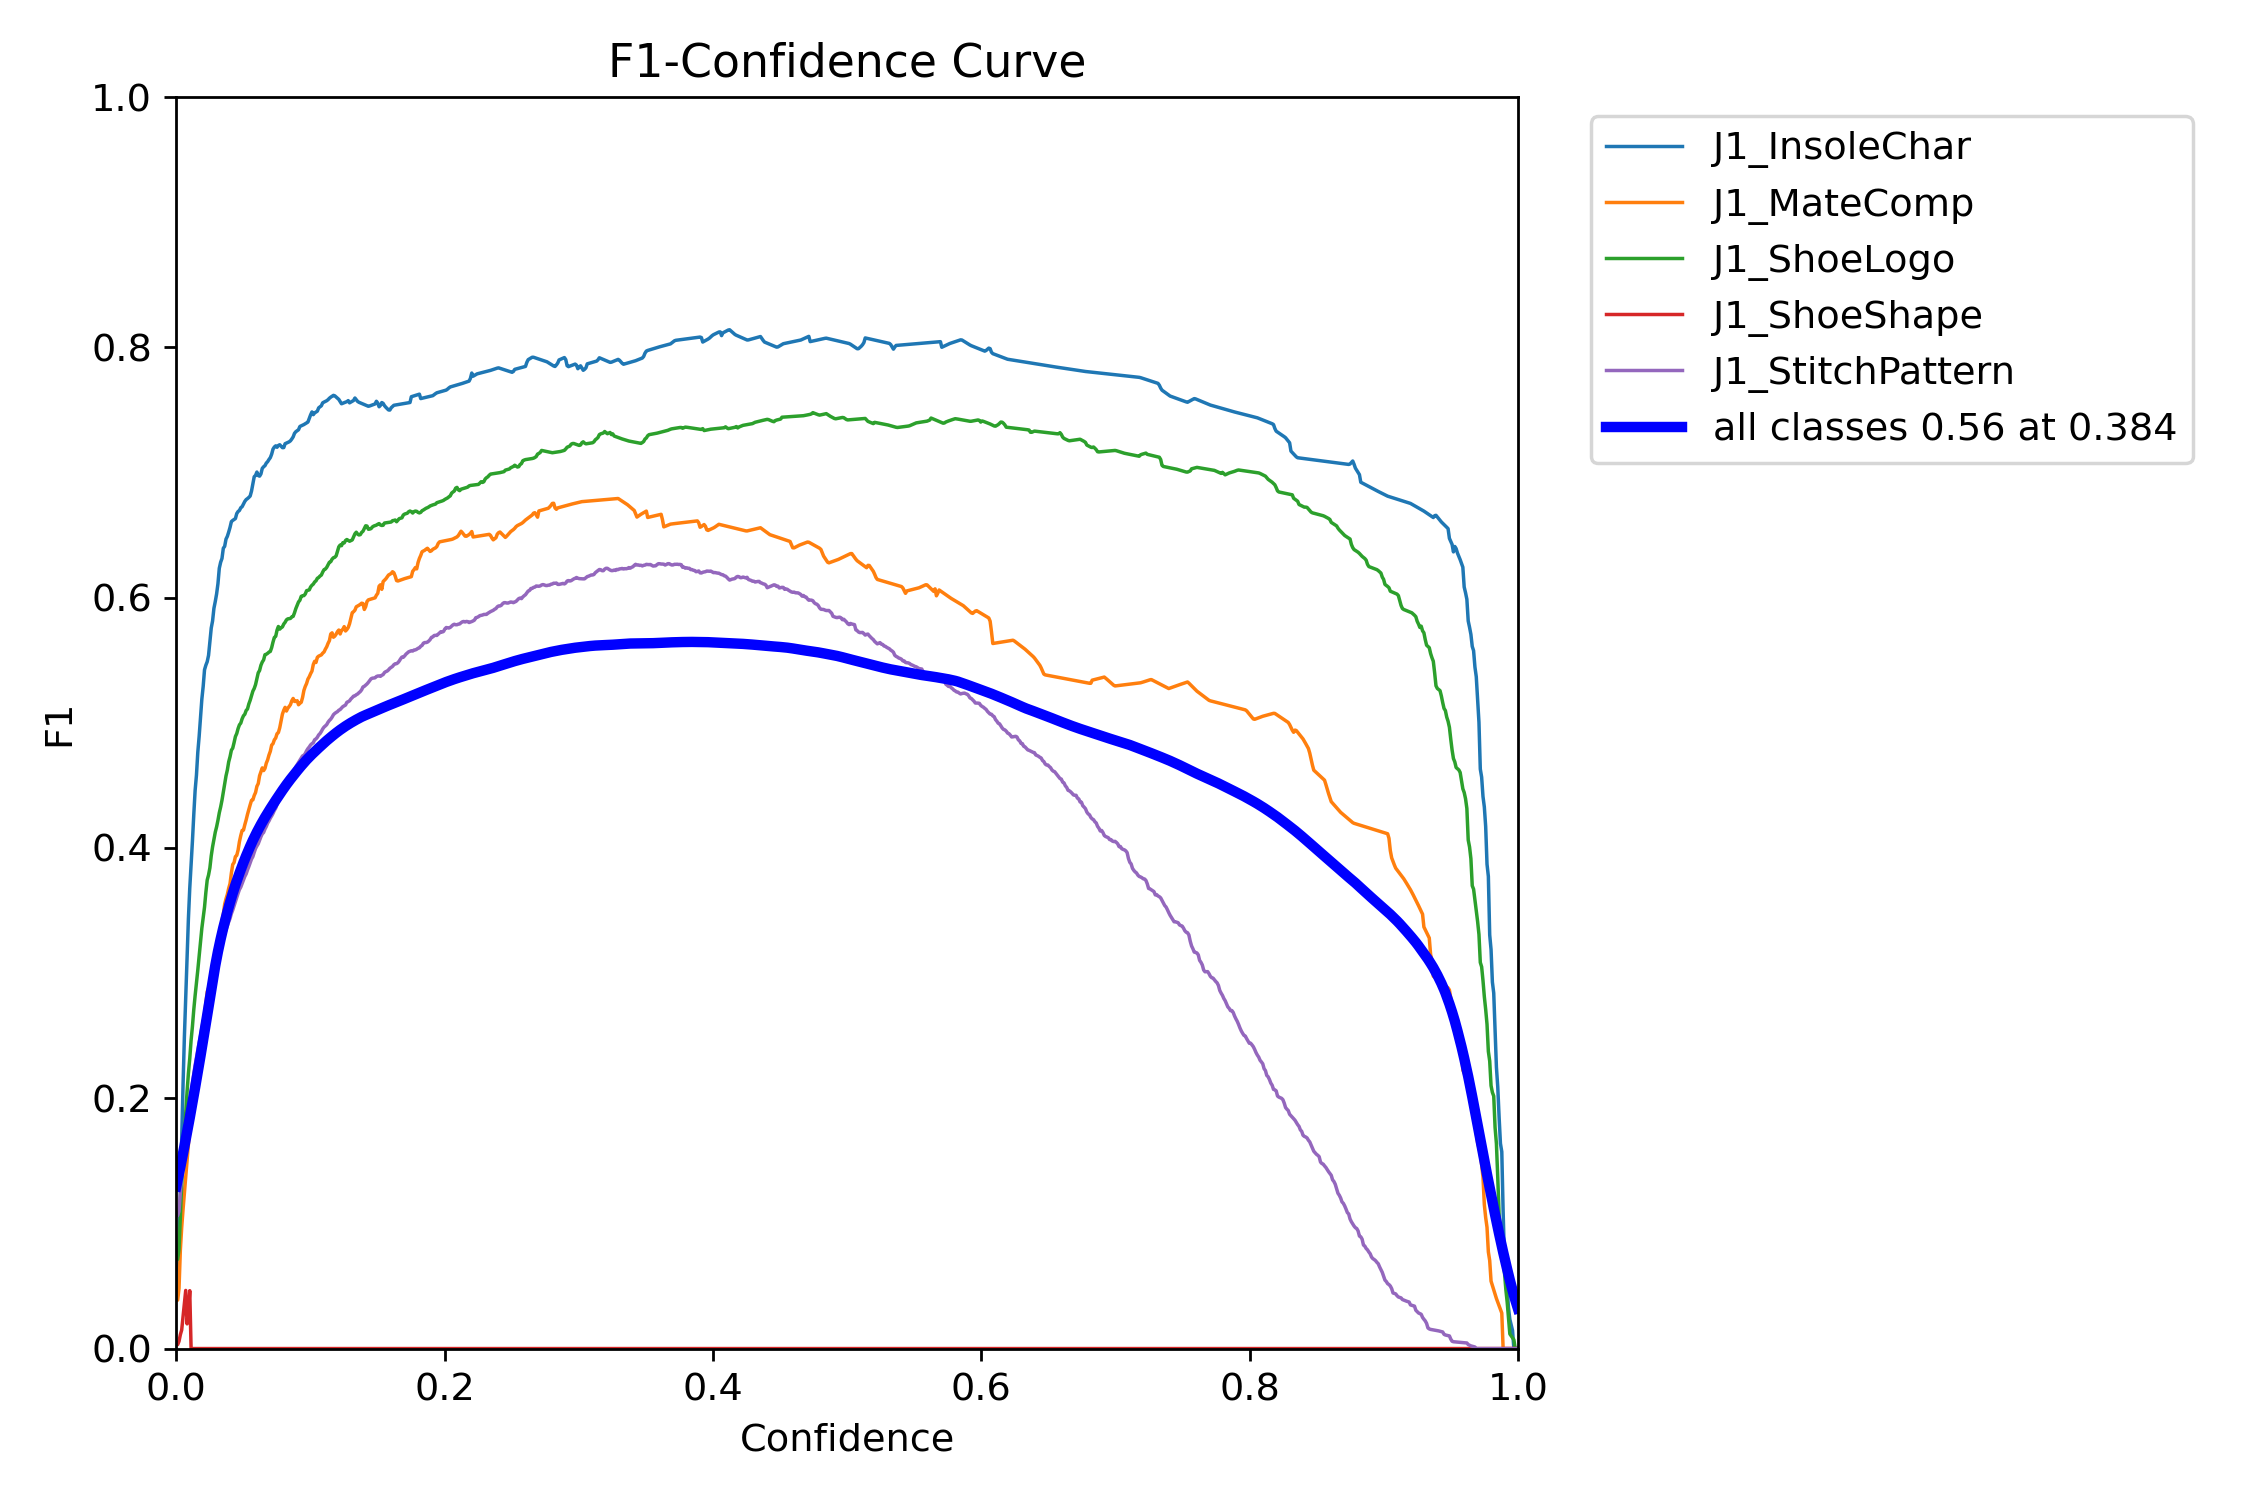 F1-Confidence Curve
1.0
0.8
0.6
0.4
0.2
0.0
F1
0.0 0.2 0.4 0.6 0.8 1.0
Confidence
J1_InsoleChar
J1_MateComp
J1_ShoeLogo
J1_ShoeShape
J1_StitchPattern
all classes 0.56 at 0.384